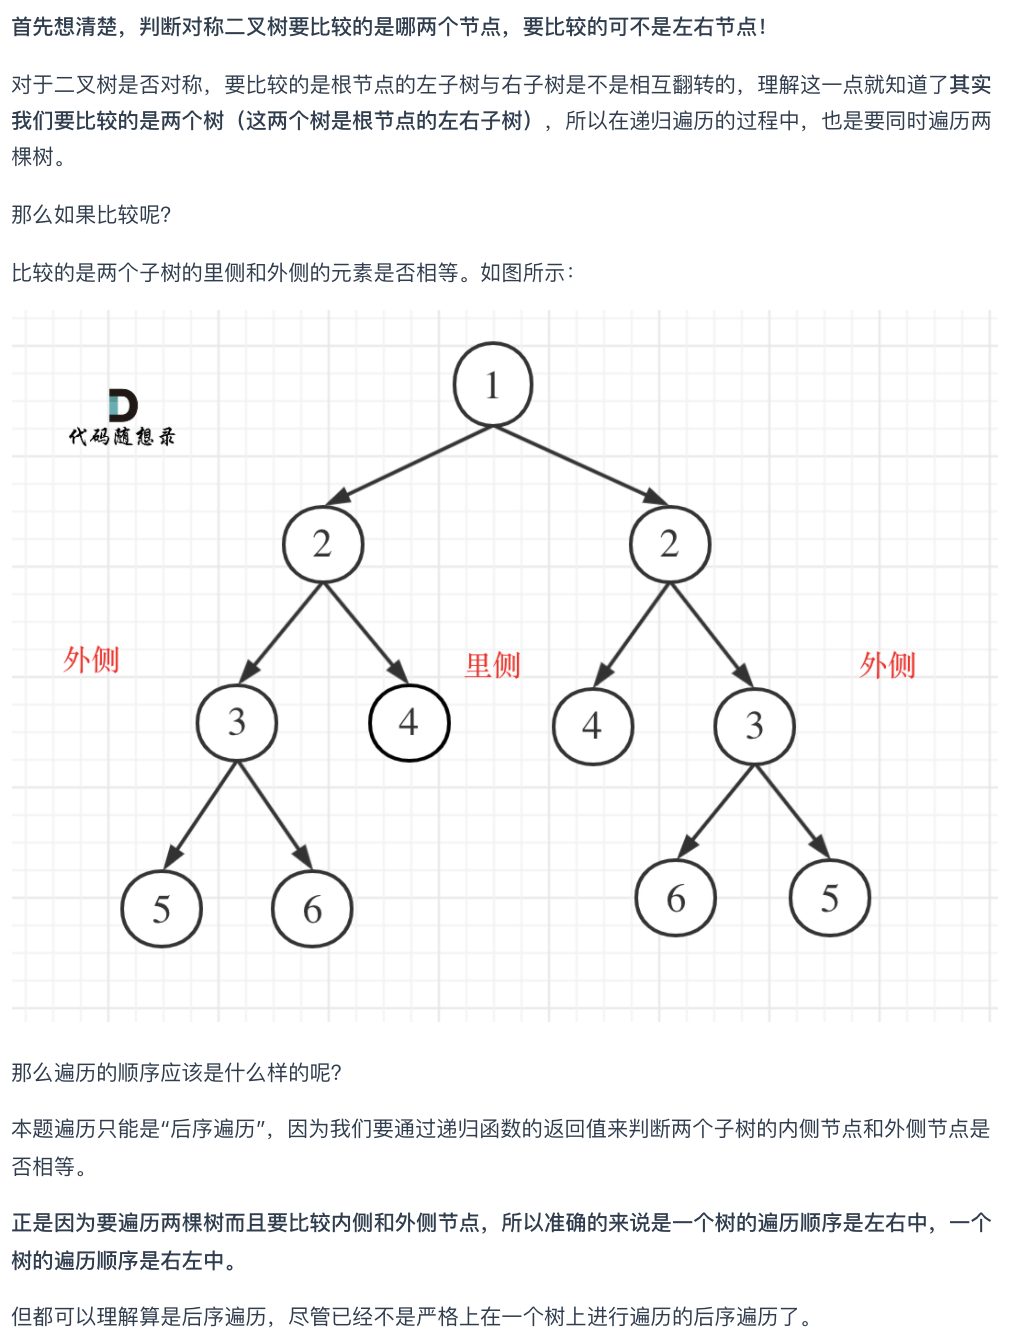 首先想清楚，判断对称二叉树要比较的是哪两个节点，要比较的可不是左右节点！
对于二叉树是否对称，要比较的是根节点的左子树与右子树是不是相互翻转的，理解这一点就知道了其实
我们要比较的是两个树（这两个树是根节点的左右子树），所以在递归遍历的过程中，也是要同时遍历两
棵树。
那么如果比较呢？
比较的是两个子树的里侧和外侧的元素是否相等。如图所示：
1
代码随想录
2
2
外侧
里侧
外侧
3
4
4
3
5
6
6
5
那么遍历的顺序应该是什么样的呢？
本题遍历只能是“后序遍历”，因为我们要通过递归函数的返回值来判断两个子树的内侧节点和外侧节点是
否相等。
正是因为要遍历两棵树而且要比较内侧和外侧节点，所以准确的来说是一个树的遍历顺序是左右中，一个
树的遍历顺序是右左中。
但都可以理解算是后序遍历，尽管已经不是严格上在一个树上进行遍历的后序遍历了。